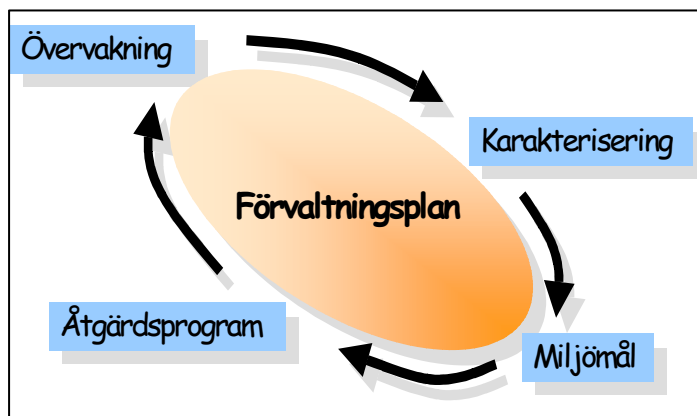 Övervakning
Karakterisering
Förvaltningsplan
Åtgärdsprogram
Miljömål